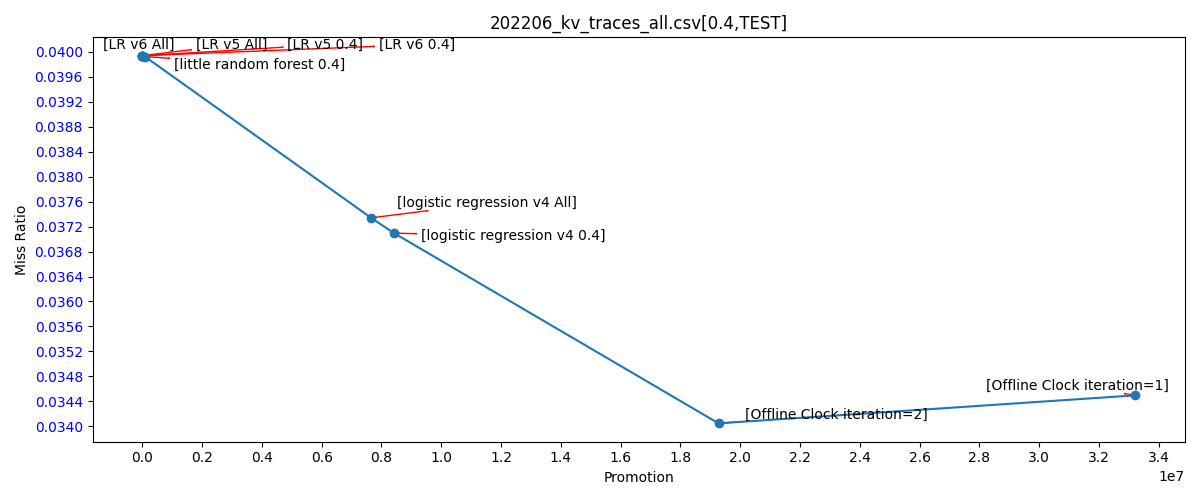 202206_kv_traces_all.csv[0.4,TEST]
[LR v6 All] [LR v5 All] [LR v5 0.4] [LR v6 0.4]
[little random forest 0.4]
[logistic regression v4 All]
[logistic regression v4 0.4]
[Offline Clock iteration=1]
[Offline Clock iteration=2]
Miss Ratio
0.0400
0.0396
0.0392
0.0388
0.0384
0.0380
0.0376
0.0372
0.0368
0.0364
0.0360
0.0356
0.0352
0.0348
0.0344
0.0340
0.0 0.2 0.4 0.6 0.8 1.0 1.2 1.4 1.6 1.8 2.0 2.2 2.4 2.6 2.8 3.0 3.2 3.4
1e7
Promotion